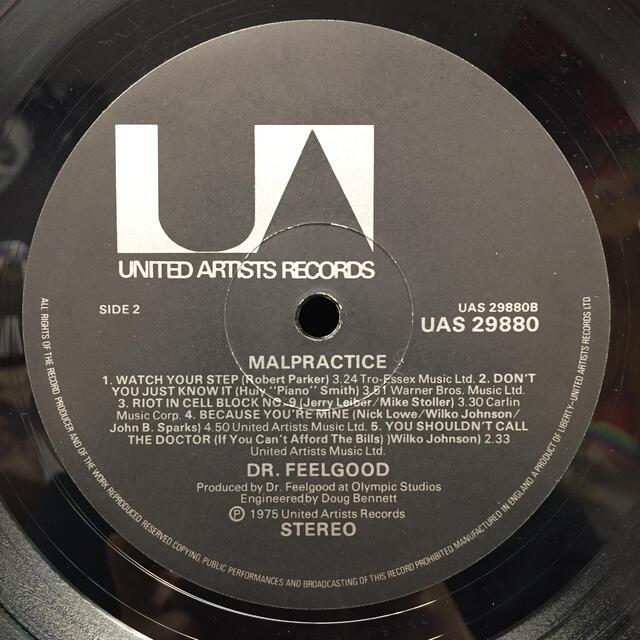 UA
UNITED ARTISTS RECORDS
SIDE 2
UAS 29880B
UAS 29880
MALPRACTICE
1. WATCH YOUR STEP (Robert Parker) 3.24 Tro-Essex Music Ltd. 2. DON'T
YOU JUST KNOW IT (Huiy, "Piano" Smith) 3.51 Warner Bros. Music Ltd.
3. RIOT IN CELL BLOCK NO. 9 (Jerry Leiber/Mike Stoller) 3.30 Carlin
Music Corp. 4. BECAUSE YOU'RE MINE (Nick Lowe/Wilko Johnson/
John B. Sparks) 4.50 United Artists Music Ltd. 5. YOU SHOULDN'T CALL
THE DOCTOR (If You Can't Afford The Bills) )Wilko Johnson) 2.33
United Artists Music Ltd.
DR. FEELGOOD
Produced by Dr. Feelgood at Olympic Studios
Engineered by Doug Bennett
Ⓟ 1975 United Artists Records
STEREO
ALL RIGHTS OF THE RECORD PRODUCER AND OF THE WORK REPRODUCED RESERVED. COPYING, PUBLIC PERFORMANCES AND BROADCASTING OF THIS RECORD PROHIBITED. MANUFACTURED IN ENGLAND. A PRODUCT OF LIBERTY-UNITED ARTISTS RECORDS LTD